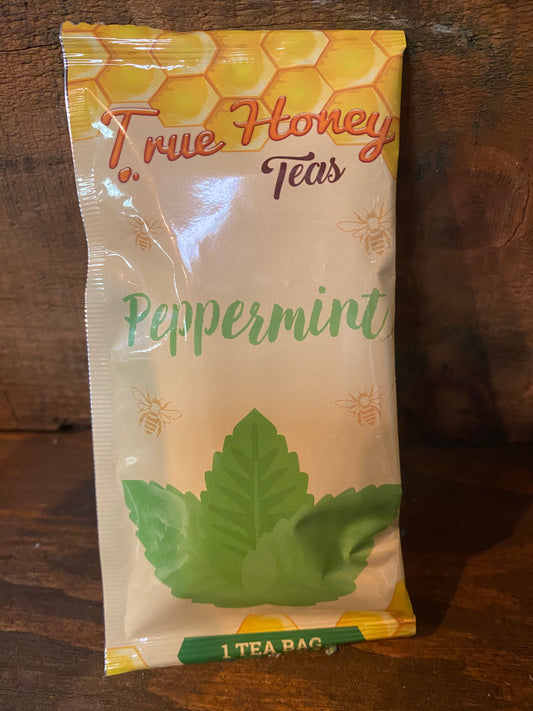 True Honey
Teas
Peppermint
1 TEA BAG